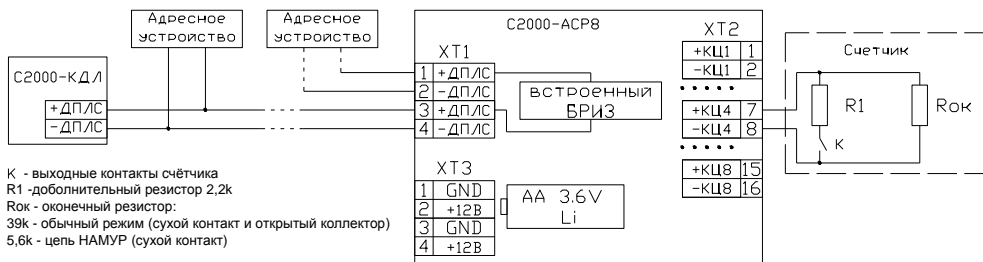 Адресное
устройство
Адресное
устройство
С2000-КДЛ
+ДПЛС
-ДПЛС
С2000-АСР8
XT1
1 +ДПЛС
2 -ДПЛС
3 +ДПЛС
4 -ДПЛС
встроенный
БРИЗ
XT2
+КЦ1 1
-КЦ1 2
+КЦ4 7
-КЦ4 8
+КЦ8 15
-КЦ8 16
Счетчик
R1
Rок
К
XT3
1 GND
2 +12В
3 GND
4 +12В
AA 3.6V
Li
К - выходные контакты счётчика
R1 -доболнительный резистор 2,2k
Rок - оконечный резистор:
39k - обычный режим (сухой контакт и открытый коллектор)
5,6k - цепь НАМУР (сухой контакт)